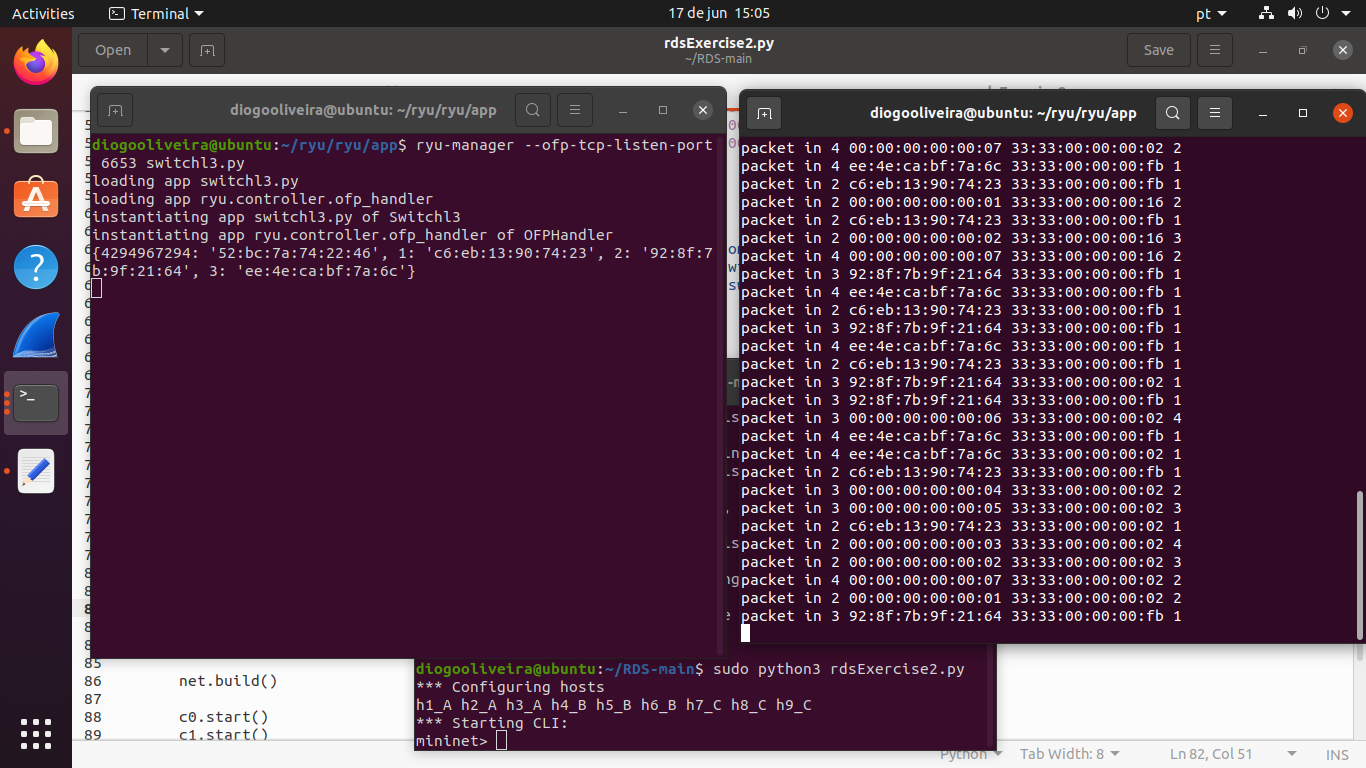 Activities
Terminal
17 de jun 15:05
pt
Open
rdsExercise2.py
~/RDS-main
Save
diogooliveira@ubuntu: ~/ryu/ryu/app
diogooliveira@ubuntu:~/ryu/ryu/app$ ryu-manager --ofp-tcp-listen-port
6653 switchl3.py
loading app switchl3.py
loading app ryu.controller.ofp_handler
instantiating app switchl3.py of Switchl3
instantiating app ryu.controller.ofp_handler of OFPHandler
{4294967294: '52:bc:7a:74:22:46', 1: 'c6:eb:13:90:74:23', 2: '92:8f:7
b:9f:21:64', 3: 'ee:4e:ca:bf:7a:6c'}
diogooliveira@ubuntu: ~/ryu/ryu/app
packet in 4 00:00:00:00:00:07 33:33:00:00:00:02 2
packet in 4 ee:4e:ca:bf:7a:6c 33:33:00:00:00:fb 1
packet in 2 c6:eb:13:90:74:23 33:33:00:00:00:fb 1
packet in 2 00:00:00:00:00:01 33:33:00:00:00:16 2
packet in 2 c6:eb:13:90:74:23 33:33:00:00:00:fb 1
packet in 2 00:00:00:00:00:02 33:33:00:00:00:16 3
packet in 4 00:00:00:00:00:07 33:33:00:00:00:16 2
packet in 3 92:8f:7b:9f:21:64 33:33:00:00:00:fb 1
packet in 4 ee:4e:ca:bf:7a:6c 33:33:00:00:00:fb 1
packet in 2 c6:eb:13:90:74:23 33:33:00:00:00:fb 1
packet in 3 92:8f:7b:9f:21:64 33:33:00:00:00:fb 1
packet in 4 ee:4e:ca:bf:7a:6c 33:33:00:00:00:fb 1
packet in 2 c6:eb:13:90:74:23 33:33:00:00:00:fb 1
packet in 3 92:8f:7b:9f:21:64 33:33:00:00:00:02 1
packet in 3 92:8f:7b:9f:21:64 33:33:00:00:00:fb 1
packet in 3 00:00:00:00:00:06 33:33:00:00:00:02 4
packet in 4 ee:4e:ca:bf:7a:6c 33:33:00:00:00:fb 1
packet in 4 ee:4e:ca:bf:7a:6c 33:33:00:00:00:02 1
packet in 2 c6:eb:13:90:74:23 33:33:00:00:00:fb 1
packet in 3 00:00:00:00:00:04 33:33:00:00:00:02 2
packet in 3 00:00:00:00:00:05 33:33:00:00:00:02 3
packet in 2 c6:eb:13:90:74:23 33:33:00:00:00:02 1
packet in 2 00:00:00:00:00:03 33:33:00:00:00:02 4
packet in 2 00:00:00:00:00:02 33:33:00:00:00:02 3
packet in 4 00:00:00:00:00:07 33:33:00:00:00:02 2
packet in 2 00:00:00:00:00:01 33:33:00:00:00:02 2
packet in 3 92:8f:7b:9f:21:64 33:33:00:00:00:fb 1
85
86 net.build()
87
88 c0.start()
89 c1.start()
diogooliveira@ubuntu:~/RDS-main$ sudo python3 rdsExercise2.py
*** Configuring hosts
h1_A h2_A h3_A h4_B h5_B h6_B h7_C h8_C h9_C
*** Starting CLI:
mininet>
Python
Tab Width: 8
Ln 82, Col 51
INS